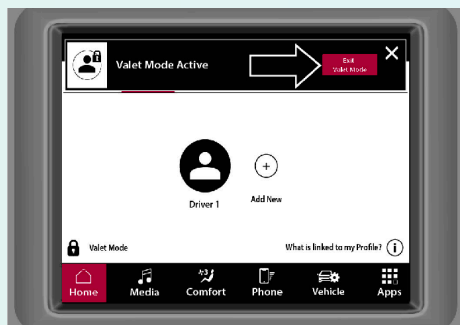 Valet Mode Active
Exit
Valet Mode
Driver 1
Add New
Valet Mode
What is linked to my Profile?
Home
Media
Comfort
Phone
Vehicle
Apps